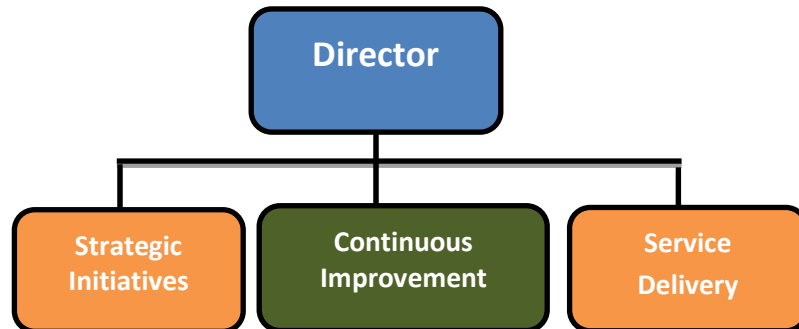 Director
Strategic
Initiatives
Continuous
Improvement
Service
Delivery